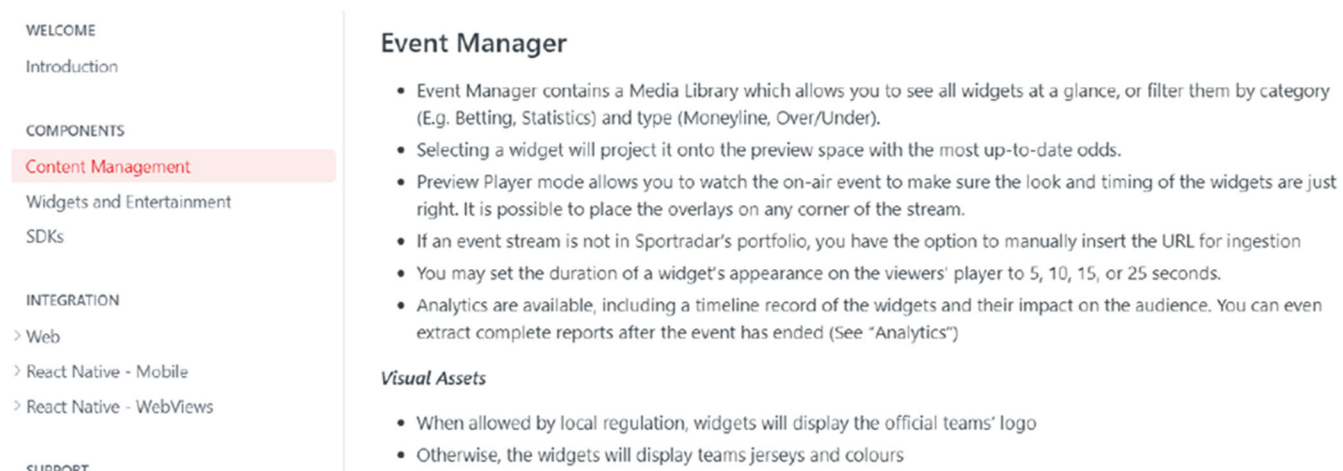 WELCOME
Introduction
COMPONENTS
Content Management
Widgets and Entertainment
SDKs
INTEGRATION
> Web
> React Native - Mobile
> React Native - WebViews
SUPPORT
Event Manager
• Event Manager contains a Media Library which allows you to see all widgets at a glance, or filter them by category
(E.g. Betting, Statistics) and type (Moneyline, Over/Under).
• Selecting a widget will project it onto the preview space with the most up-to-date odds.
• Preview Player mode allows you to watch the on-air event to make sure the look and timing of the widgets are just
right. It is possible to place the overlays on any corner of the stream.
• If an event stream is not in Sportradar's portfolio, you have the option to manually insert the URL for ingestion
• You may set the duration of a widget's appearance on the viewers' player to 5, 10, 15, or 25 seconds.
• Analytics are available, including a timeline record of the widgets and their impact on the audience. You can even
extract complete reports after the event has ended (See "Analytics")
Visual Assets
• When allowed by local regulation, widgets will display the official teams' logo
• Otherwise, the widgets will display teams jerseys and colours